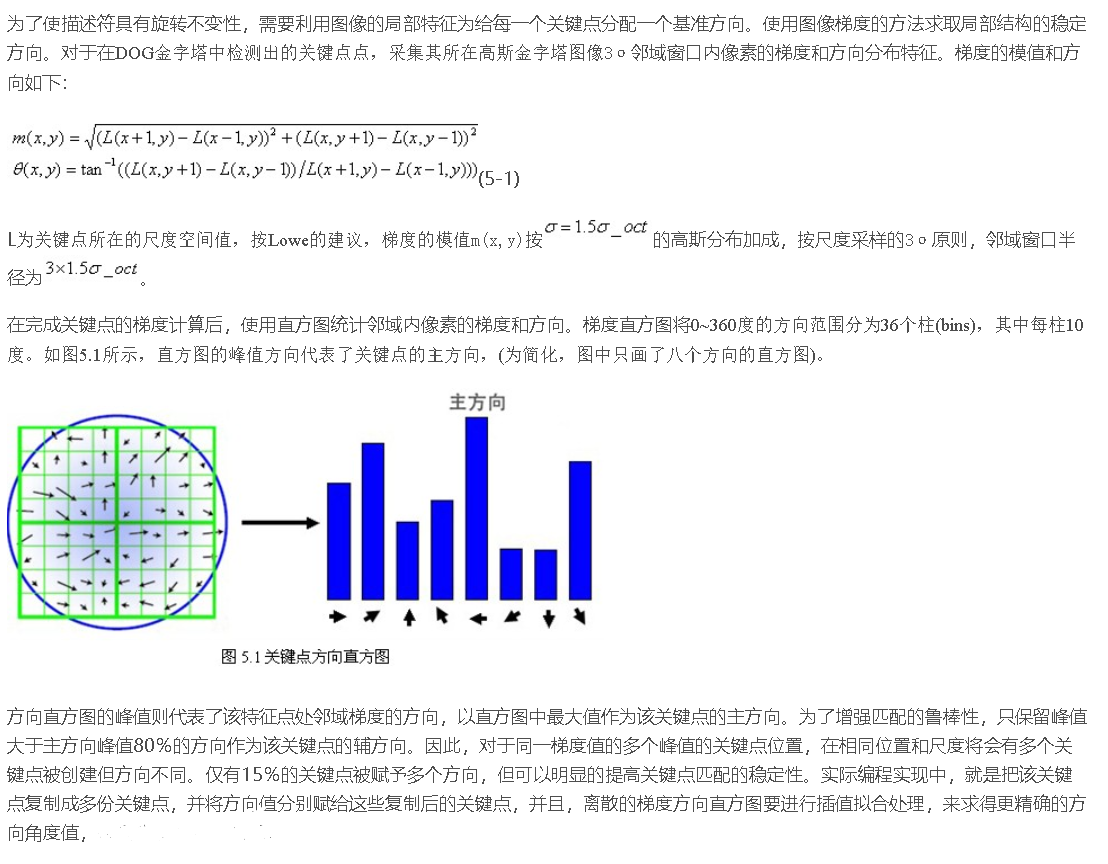 为了使描述符具有旋转不变性，需要利用图像的局部特征为给每一个关键点分配一个基准方向。使用图像梯度的方法求取局部结构的稳定
方向。对于在DOG金字塔中检测出的关键点点，采集其所在高斯金字塔图像3σ邻域窗口内像素的梯度和方向分布特征。梯度的模值和方
向如下：
m(x,y) = √((L(x+1,y) − L(x−1,y))² + (L(x,y+1) − L(x,y−1))²
θ(x,y) = tan⁻¹((L(x,y+1) − L(x,y−1))/L(x+1,y) − L(x−1,y)))(5-1)
L为关键点所在的尺度空间值，按Lowe的建议，梯度的模值m(x,y)按σ=1.5σ_oct的高斯分布加成，按尺度采样的3σ原则，邻域窗口半
径为3×1.5σ_oct。
在完成关键点的梯度计算后，使用直方图统计邻域内像素的梯度和方向。梯度直方图将0~360度的方向范围分为36个柱(bins)，其中每柱10
度。如图5.1所示，直方图的峰值方向代表了关键点的主方向，(为简化，图中只画了八个方向的直方图)。
主方向
图 5.1 关键点方向直方图
方向直方图的峰值则代表了该特征点处邻域梯度的方向，以直方图中最大值作为该关键点的主方向。为了增强匹配的鲁棒性，只保留峰值
大于主方向峰值80%的方向作为该关键点的辅方向。因此，对于同一梯度值的多个峰值的关键点位置，在相同位置和尺度将会有多个关
键点被创建但方向不同。仅有15%的关键点被赋予多个方向，但可以明显的提高关键点匹配的稳定性。实际编程实现中，就是把该关键
点复制成多份关键点，并将方向值分别赋给这些复制后的关键点，并且，离散的梯度方向直方图要进行插值拟合处理，来求得更精确的方
向角度值，